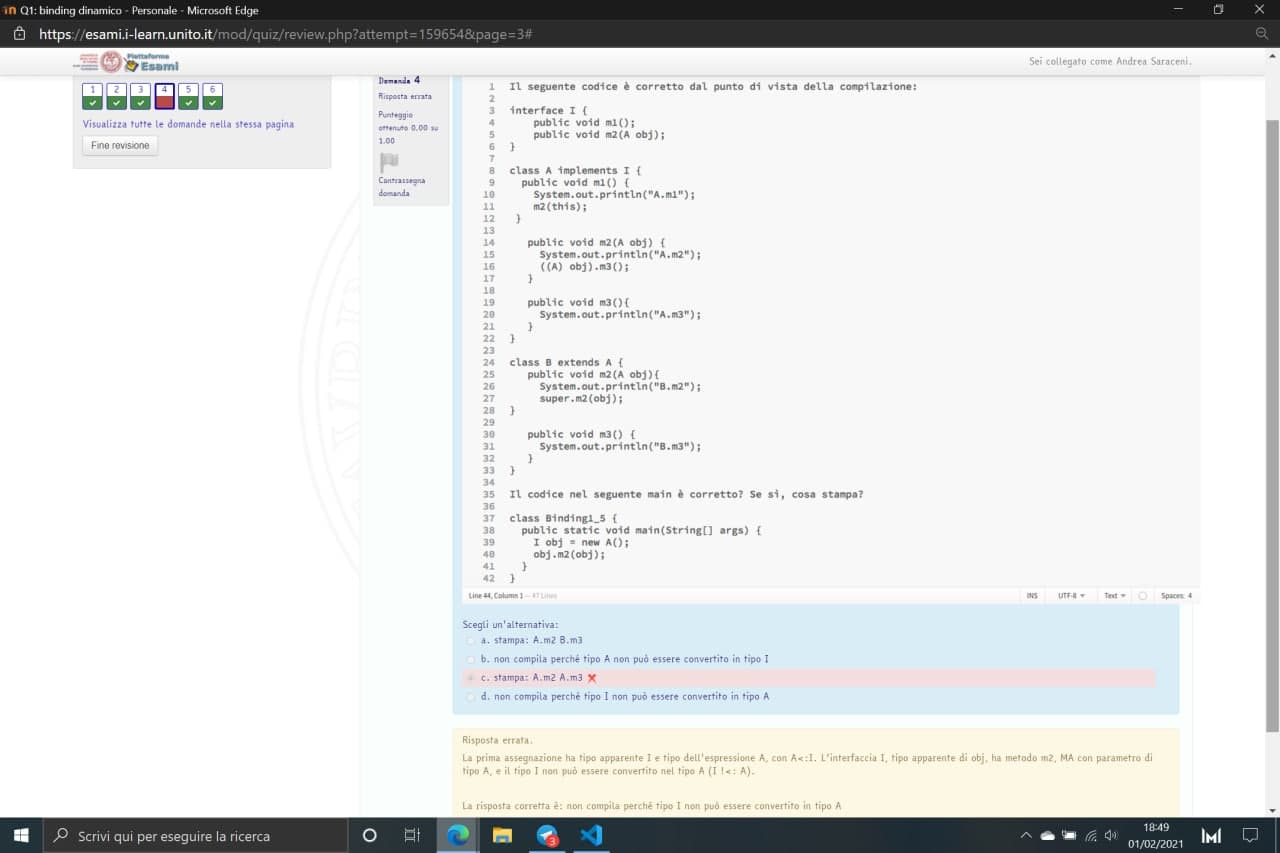 Q1: binding dinamico - Personale - Microsoft Edge
https://esami.i-learn.unito.it/mod/quiz/review.php?attempt=159654&page=3#
Piattaforma
Esami
Sei collegato come Andrea Saraceni.
1 2 3 4 5 6
Visualizza tutte le domande nella stessa pagina
Fine revisione
Domanda 4
Risposta errata
Punteggio
ottenuto 0,00 su
1,00
Contrassegna
domanda
1 Il seguente codice è corretto dal punto di vista della compilazione:
2
3 interface I {
4 public void m1();
5 public void m2(A obj);
6 }
7
8 class A implements I {
9 public void m1() {
10 System.out.println("A.m1");
11 m2(this);
12 }
13
14 public void m2(A obj) {
15 System.out.println("A.m2");
16 ((A) obj).m3();
17 }
18
19 public void m3(){
20 System.out.println("A.m3");
21 }
22 }
23
24 class B extends A {
25 public void m2(A obj){
26 System.out.println("B.m2");
27 super.m2(obj);
28 }
29
30 public void m3() {
31 System.out.println("B.m3");
32 }
33 }
34
35 Il codice nel seguente main è corretto? Se sì, cosa stampa?
36
37 class Binding1_5 {
38 public static void main(String[] args) {
39 I obj = new A();
40 obj.m2(obj);
41 }
42 }
Line 44, Column 1 — 47 Lines INS UTF-8 Text Spaces: 4
Scegli un'alternativa:
a. stampa: A.m2 B.m3
b. non compila perché tipo A non può essere convertito in tipo I
c. stampa: A.m2 A.m3
d. non compila perché tipo I non può essere convertito in tipo A
Risposta errata.
La prima assegnazione ha tipo apparente I e tipo dell'espressione A, con A<:I. L'interfaccia I, tipo apparente di obj, ha metodo m2, MA con parametro di
tipo A, e il tipo I non può essere convertito nel tipo A (I !<: A).
La risposta corretta è: non compila perché tipo I non può essere convertito in tipo A
Scrivi qui per eseguire la ricerca
3
18:49
01/02/2021